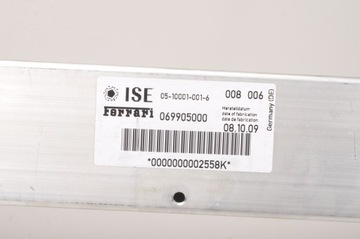 ISE 05-10001-001-6 008 006
Ferrari 069905000
Herstelldatum
date of fabrication
date de fabrication
08.10.09
Germany (DE)
*0000000002558K*